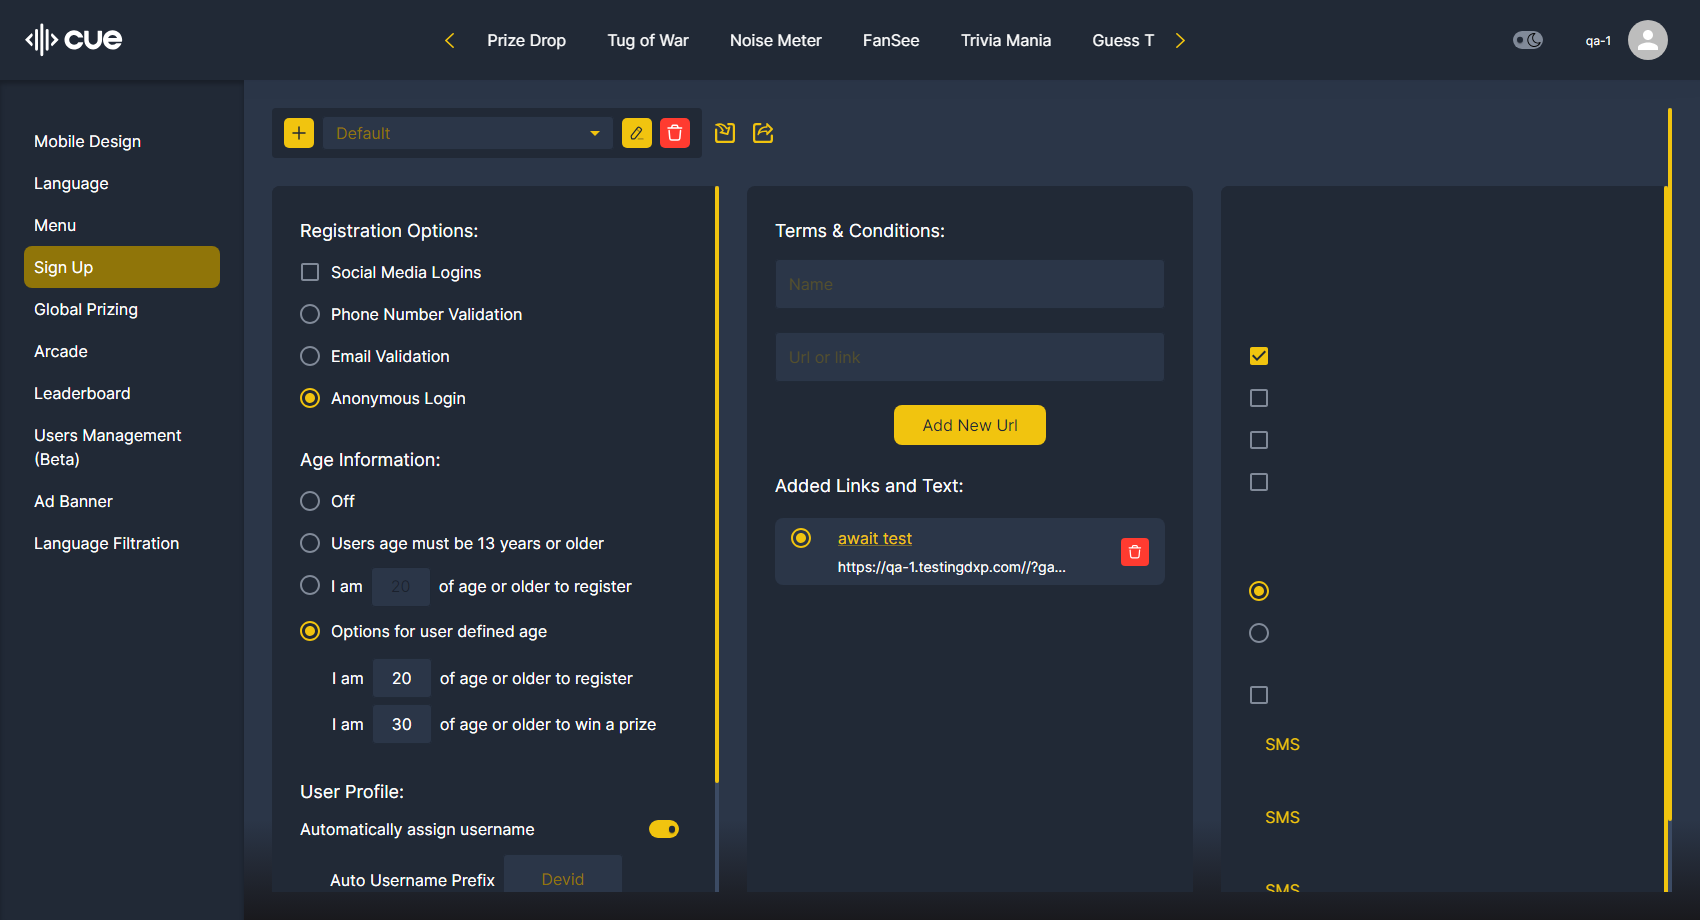 cue
Prize Drop
Tug of War
Noise Meter
FanSee
Trivia Mania
Guess T
qa-1
Mobile Design
Language
Menu
Sign Up
Global Prizing
Arcade
Leaderboard
Users Management
(Beta)
Ad Banner
Language Filtration
Default
Registration Options:
Social Media Logins
Phone Number Validation
Email Validation
Anonymous Login
Age Information:
Off
Users age must be 13 years or older
I am 20 of age or older to register
Options for user defined age
I am 20 of age or older to register
I am 30 of age or older to win a prize
User Profile:
Automatically assign username
Auto Username Prefix Devid
Terms & Conditions:
Name
Url or link
Add New Url
Added Links and Text:
await test
https://qa-1.testingdxp.com//?ga...
SMS
SMS
SMS